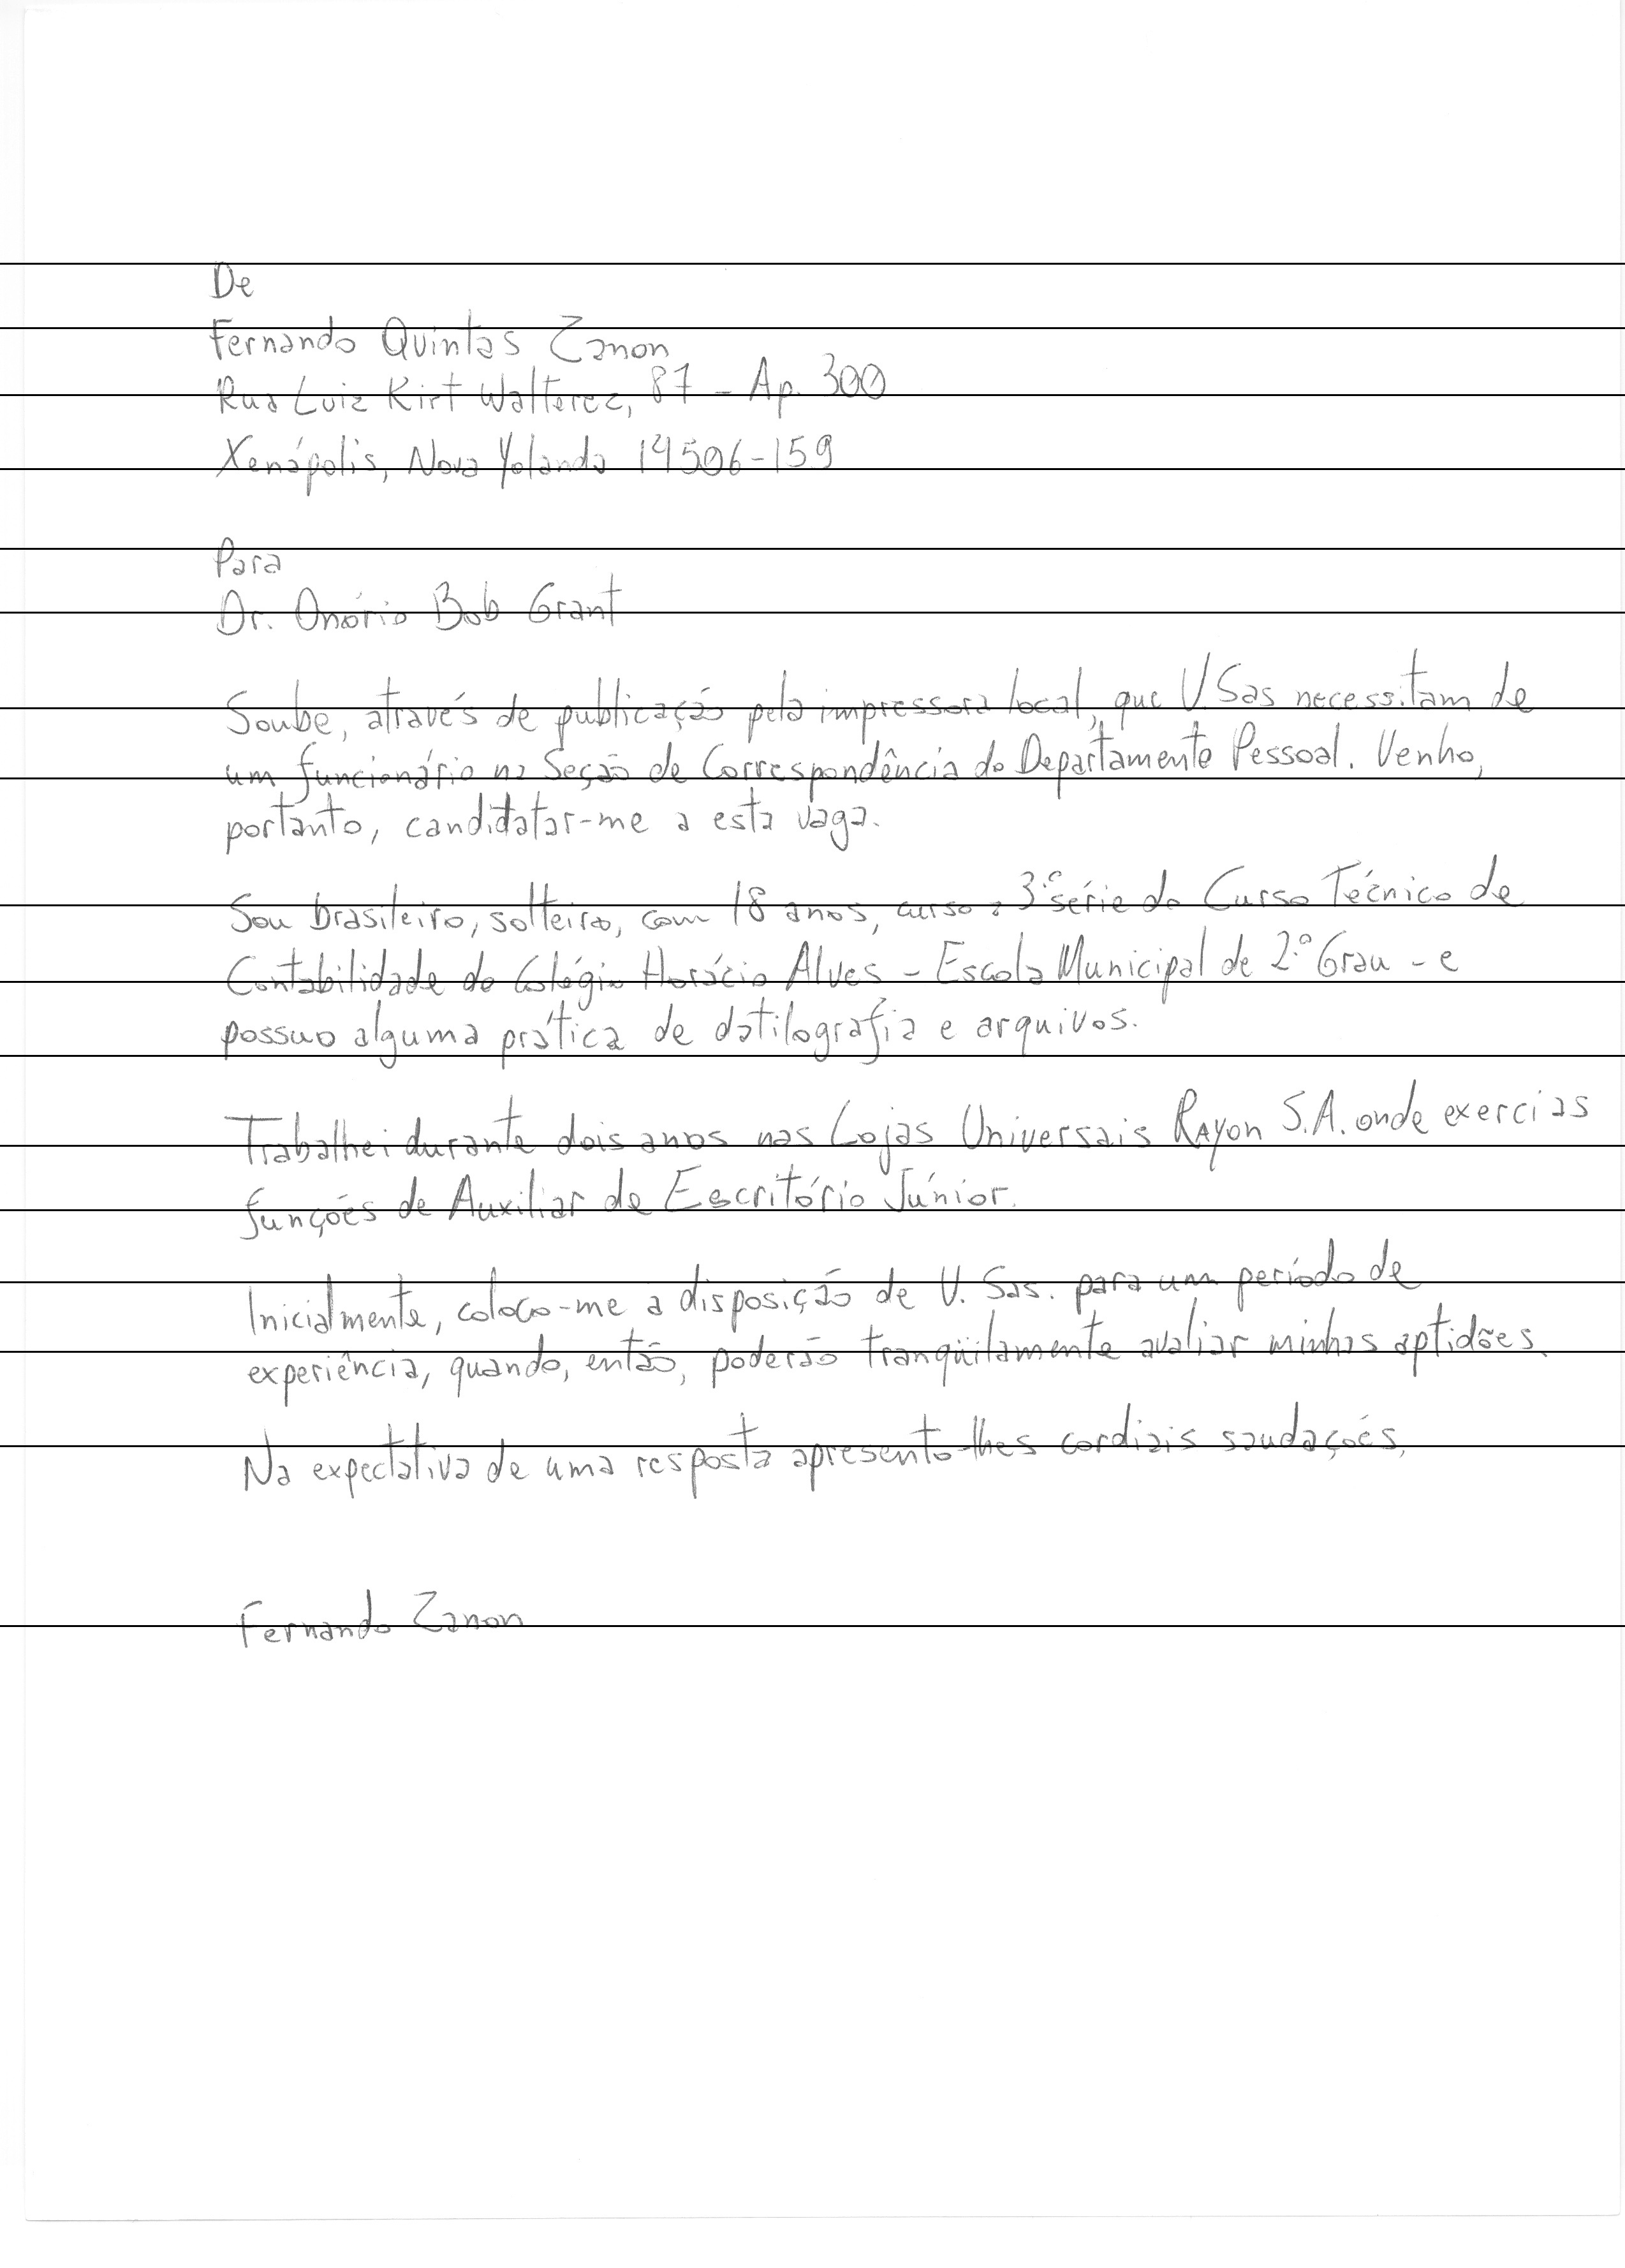 De
Fernando Quintas Zanon
Rua Luiz Kirt Walterez, 87 - Ap. 300
Xenápolis, Nova Yolanda 14506-159
Para
Dr. Onório Bob Grant
Soube, através de publicação pela impressora local, que V.Sas necessitam de
um funcionário na Seção de Correspondência do Departamento Pessoal. Venho,
portanto, candidatar-me a esta vaga.
Sou brasileiro, solteiro, com 18 anos, curso a 3.ª série do Curso Técnico de
Contabilidade do Colégio Horácio Alves - Escola Municipal de 2.º Grau - e
possuo alguma prática de datilografia e arquivos.
Trabalhei durante dois anos nas Lojas Universais Rayon S.A. onde exerci as
funções de Auxiliar de Escritório Júnior.
Inicialmente, coloco-me a disposição de V. Sas. para um período de
experiência, quando, então, poderão tranqüilamente avaliar minhas aptidões.
Na expectativa de uma resposta apresento-lhes cordiais saudações,
Fernando Zanon